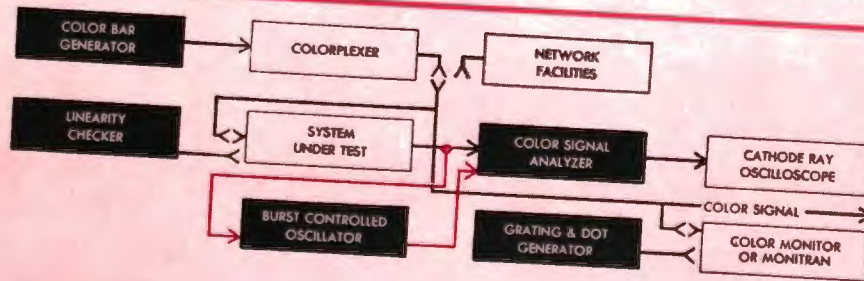 COLOR BAR
GENERATOR
COLORPLEXER
NETWORK
FACILITIES
LINEARITY
CHECKER
SYSTEM
UNDER TEST
COLOR SIGNAL
ANALYZER
CATHODE RAY
OSCILLOSCOPE
BURST CONTROLLED
OSCILLATOR
GRATING & DOT
GENERATOR
COLOR SIGNAL
COLOR MONITOR
OR MONITRAN